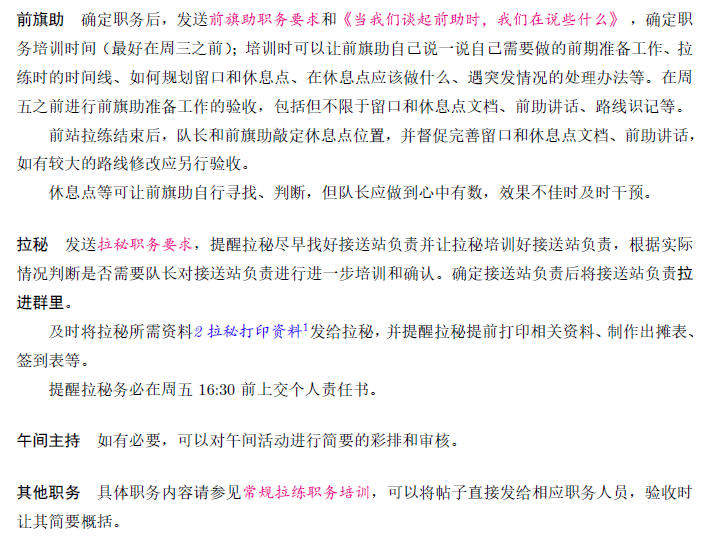 前旗助 确定职务后，发送前旗助职务要求和《当我们谈起前助时，我们在说些什么》，确定职
务培训时间（最好在周三之前）；培训时可以让前旗助自己说一说自己需要做的前期准备工作、拉
练时的时间线、如何规划留口和休息点、在休息点应该做什么、遇突发情况的处理办法等。在周
五之前进行前旗助准备工作的验收，包括但不限于留口和休息点文档、前助讲话、路线识记等。
前站拉练结束后，队长和前旗助敲定休息点位置，并督促完善留口和休息点文档、前助讲话，
如有较大的路线修改应另行验收。
休息点等可让前旗助自行寻找、判断，但队长应做到心中有数，效果不佳时及时干预。
拉秘 发送拉秘职务要求，提醒拉秘尽早找好接送站负责并让拉秘培训好接送站负责，根据实际
情况判断是否需要队长对接送站负责进行进一步培训和确认。确定接送站负责后将接送站负责拉
进群里。
及时将拉秘所需资料2 拉秘打印资料1发给拉秘，并提醒拉秘提前打印相关资料、制作出摊表、
签到表等。
提醒拉秘务必在周五 16:30 前上交个人责任书。
午间主持 如有必要，可以对午间活动进行简要的彩排和审核。
其他职务 具体职务内容请参见常规拉练职务培训，可以将帖子直接发给相应职务人员，验收时
让其简要概括。